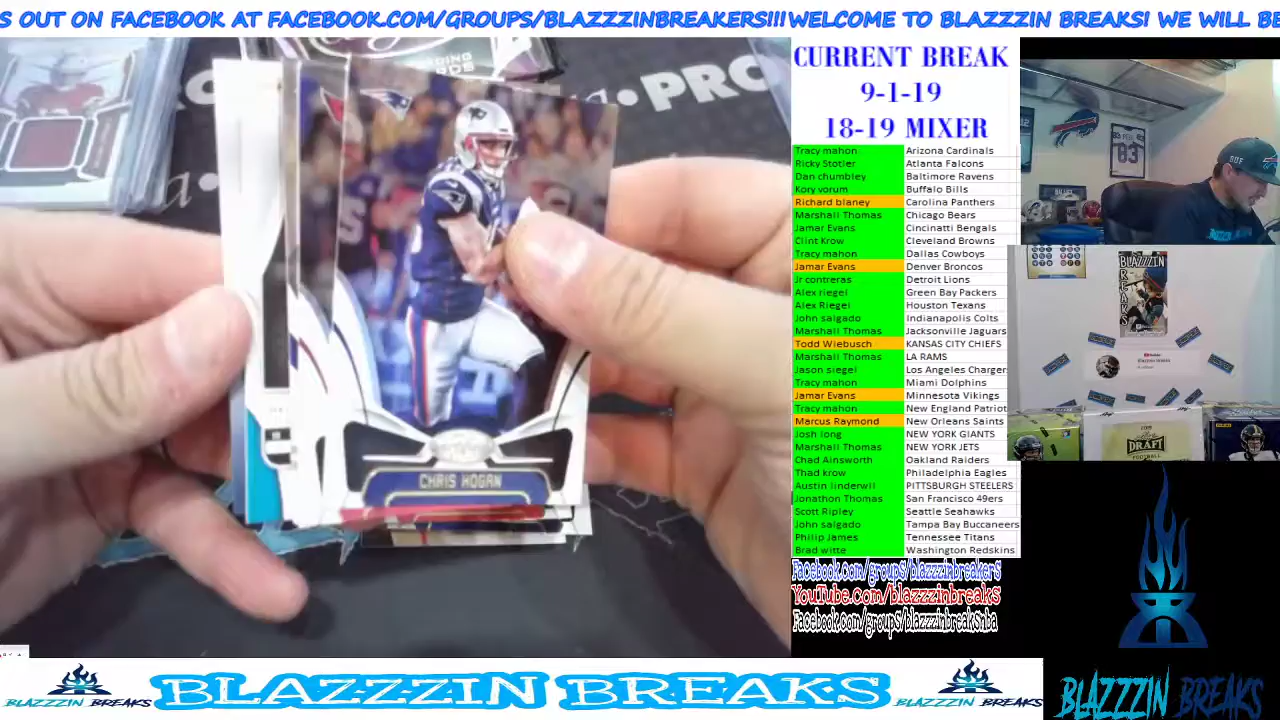 S OUT ON FACEBOOK AT FACEBOOK.COM/GROUPS/BLAZZZINBREAKERS!!! WELCOME TO BLAZZZIN BREAKS! WE WILL BE
CURRENT BREAK
9-1-19
18-19 MIXER
Tracy mahon Arizona Cardinals
Ricky Stotler Atlanta Falcons
Dan chumbley Baltimore Ravens
Kory vorum Buffalo Bills
Richard blaney Carolina Panthers
Marshall Thomas Chicago Bears
Jamar Evans Cincinatti Bengals
Clint Krow Cleveland Browns
Tracy mahon Dallas Cowboys
Jamar Evans Denver Broncos
Jr contreras Detroit Lions
Alex riegel Green Bay Packers
Alex Riegel Houston Texans
John salgado Indianapolis Colts
Marshall Thomas Jacksonville Jaguars
Todd Wiebusch KANSAS CITY CHIEFS
Marshall Thomas LA RAMS
Jason siegel Los Angeles Charger
Tracy mahon Miami Dolphins
Jamar Evans Minnesota Vikings
Tracy mahon New England Patriot
Marcus Raymond New Orleans Saints
Josh long NEW YORK GIANTS
Marshall Thomas NEW YORK JETS
Chad Ainsworth Oakland Raiders
Thad krow Philadelphia Eagles
Austin linderwll PITTSBURGH STEELERS
Jonathon Thomas San Francisco 49ers
Scott Ripley Seattle Seahawks
John salgado Tampa Bay Buccaneers
Philip James Tennessee Titans
Brad witte Washington Redskins
Facebook.com/groups/blazzzinbreakers
YouTube.com/blazzzinbreaks
Facebook.com/groups/blazzzinbreaksnba
PRO
CHRIS HOGAN
83
BLAZZZIN
BREAKS
DRAFT
BLAZZZIN BREAKS
BLAZZZIN BREAKS
BLAZZZIN BREAKS
BLAZZZIN BREAKS